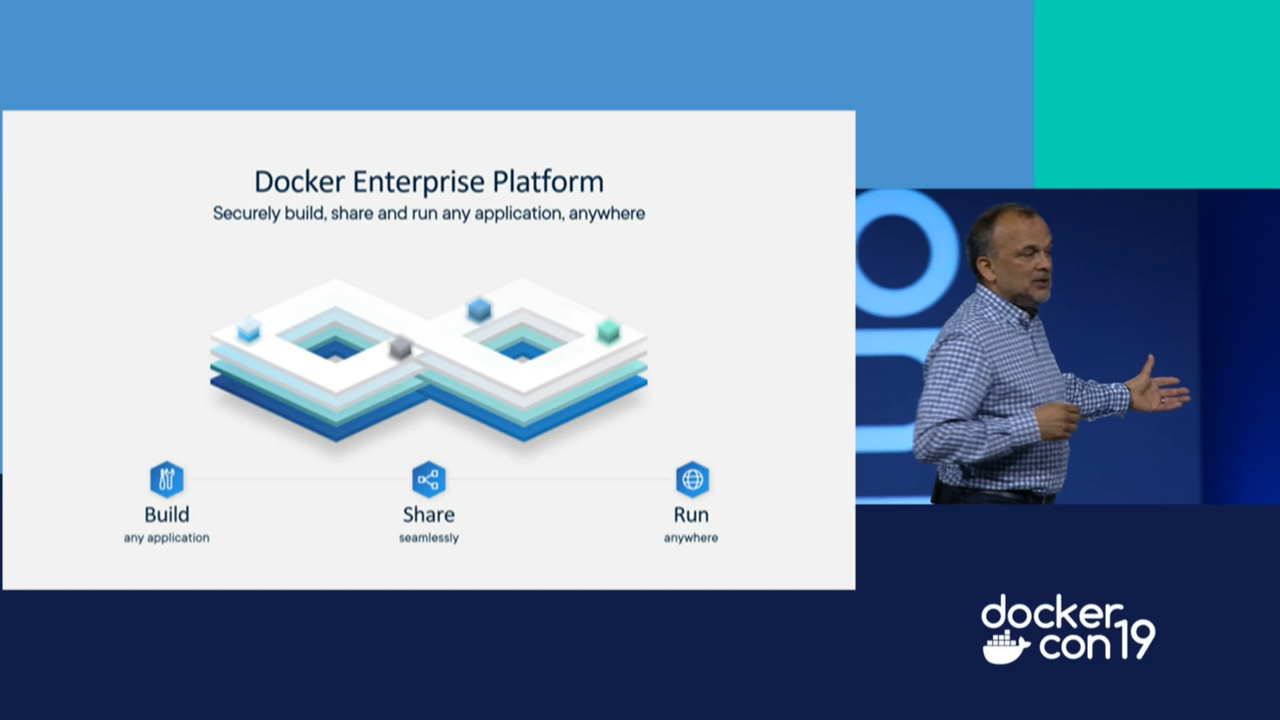 Docker Enterprise Platform
Securely build, share and run any application, anywhere
Build
any application
Share
seamlessly
Run
anywhere
docker
con19